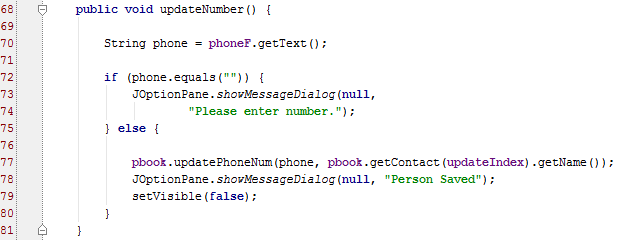 68 public void updateNumber() {
69
70 String phone = phoneF.getText();
71
72 if (phone.equals("")) {
73 JOptionPane.showMessageDialog(null,
74 "Please enter number.");
75 } else {
76
77 pbook.updatePhoneNum(phone, pbook.getContact(updateIndex).getName());
78 JOptionPane.showMessageDialog(null, "Person Saved");
79 setVisible(false);
80 }
81 }